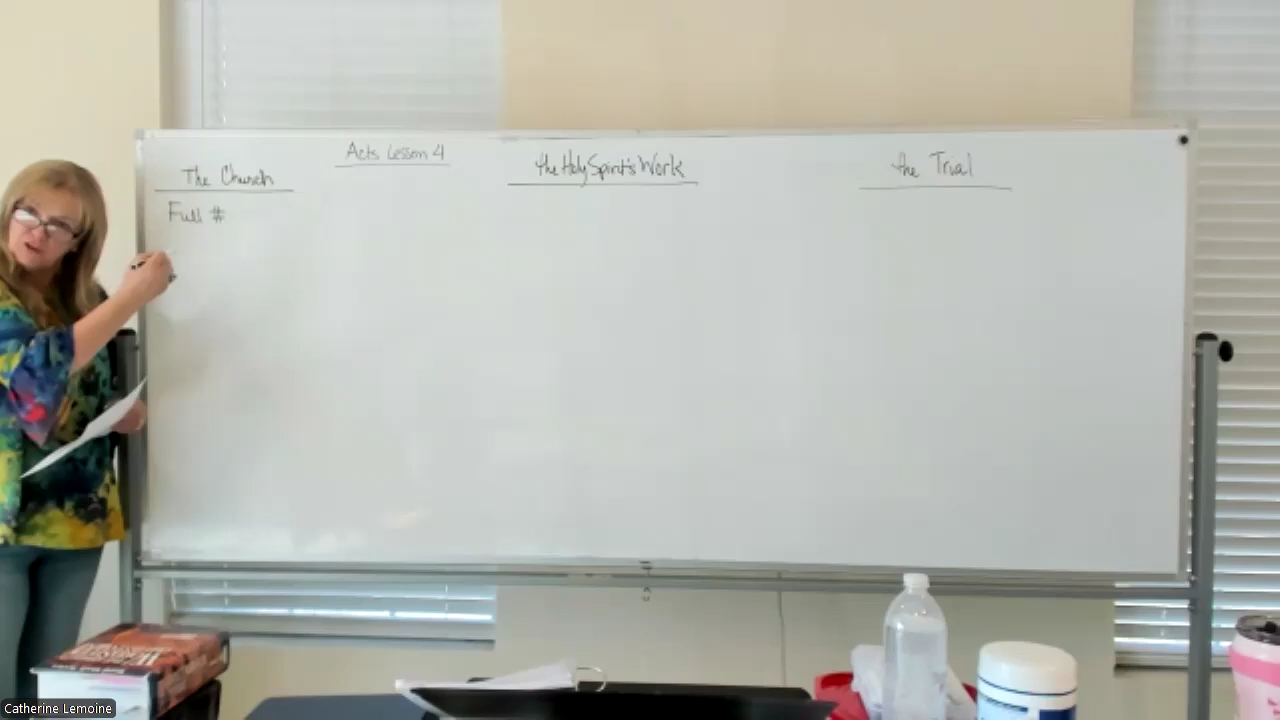 Acts Lesson 4
The Church
the Holy Spirit's Work
the Trial
Full #
Catherine Lemoine